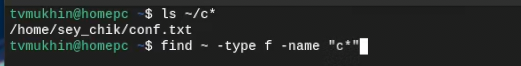 tvmukhin@homepc ~$ ls ~/c*
/home/sey_chik/conf.txt
tvmukhin@homepc ~$ find ~ -type f -name "c*"